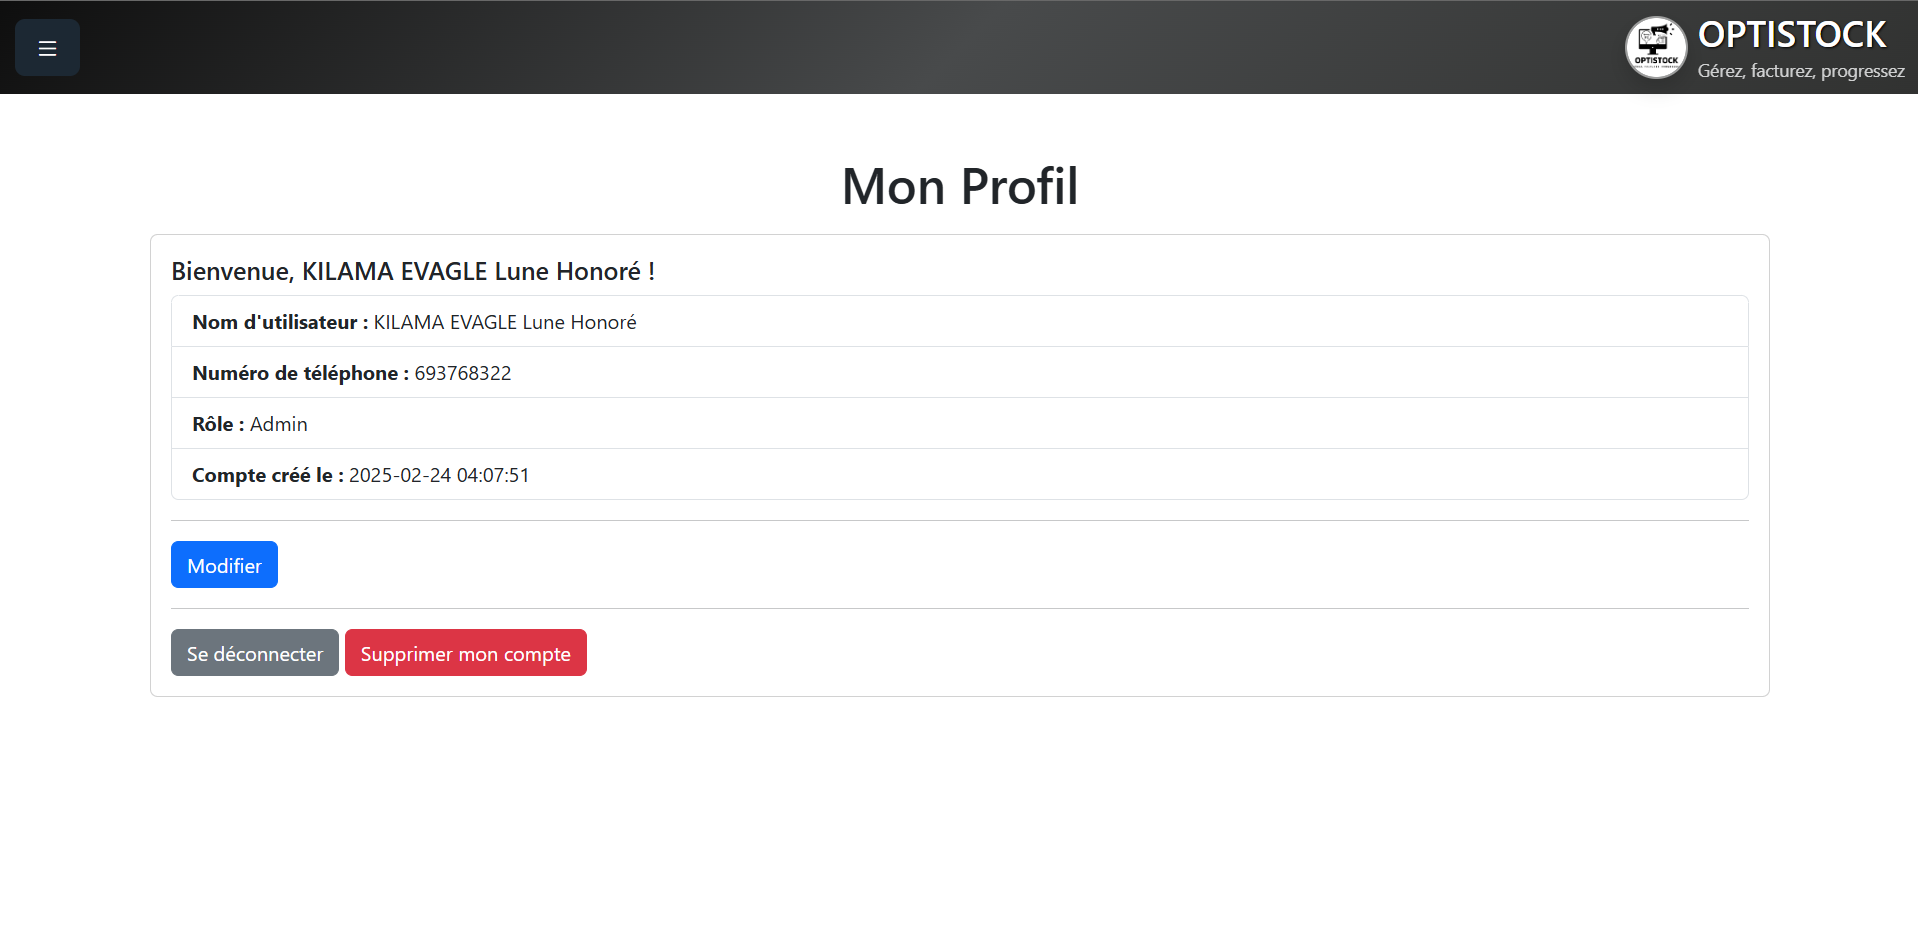 OPTISTOCK
OPTISTOCK
Gérez, facturez, progressez
Mon Profil
Bienvenue, KILAMA EVAGLE Lune Honoré !
Nom d'utilisateur : KILAMA EVAGLE Lune Honoré
Numéro de téléphone : 693768322
Rôle : Admin
Compte créé le : 2025-02-24 04:07:51
Modifier
Se déconnecter Supprimer mon compte